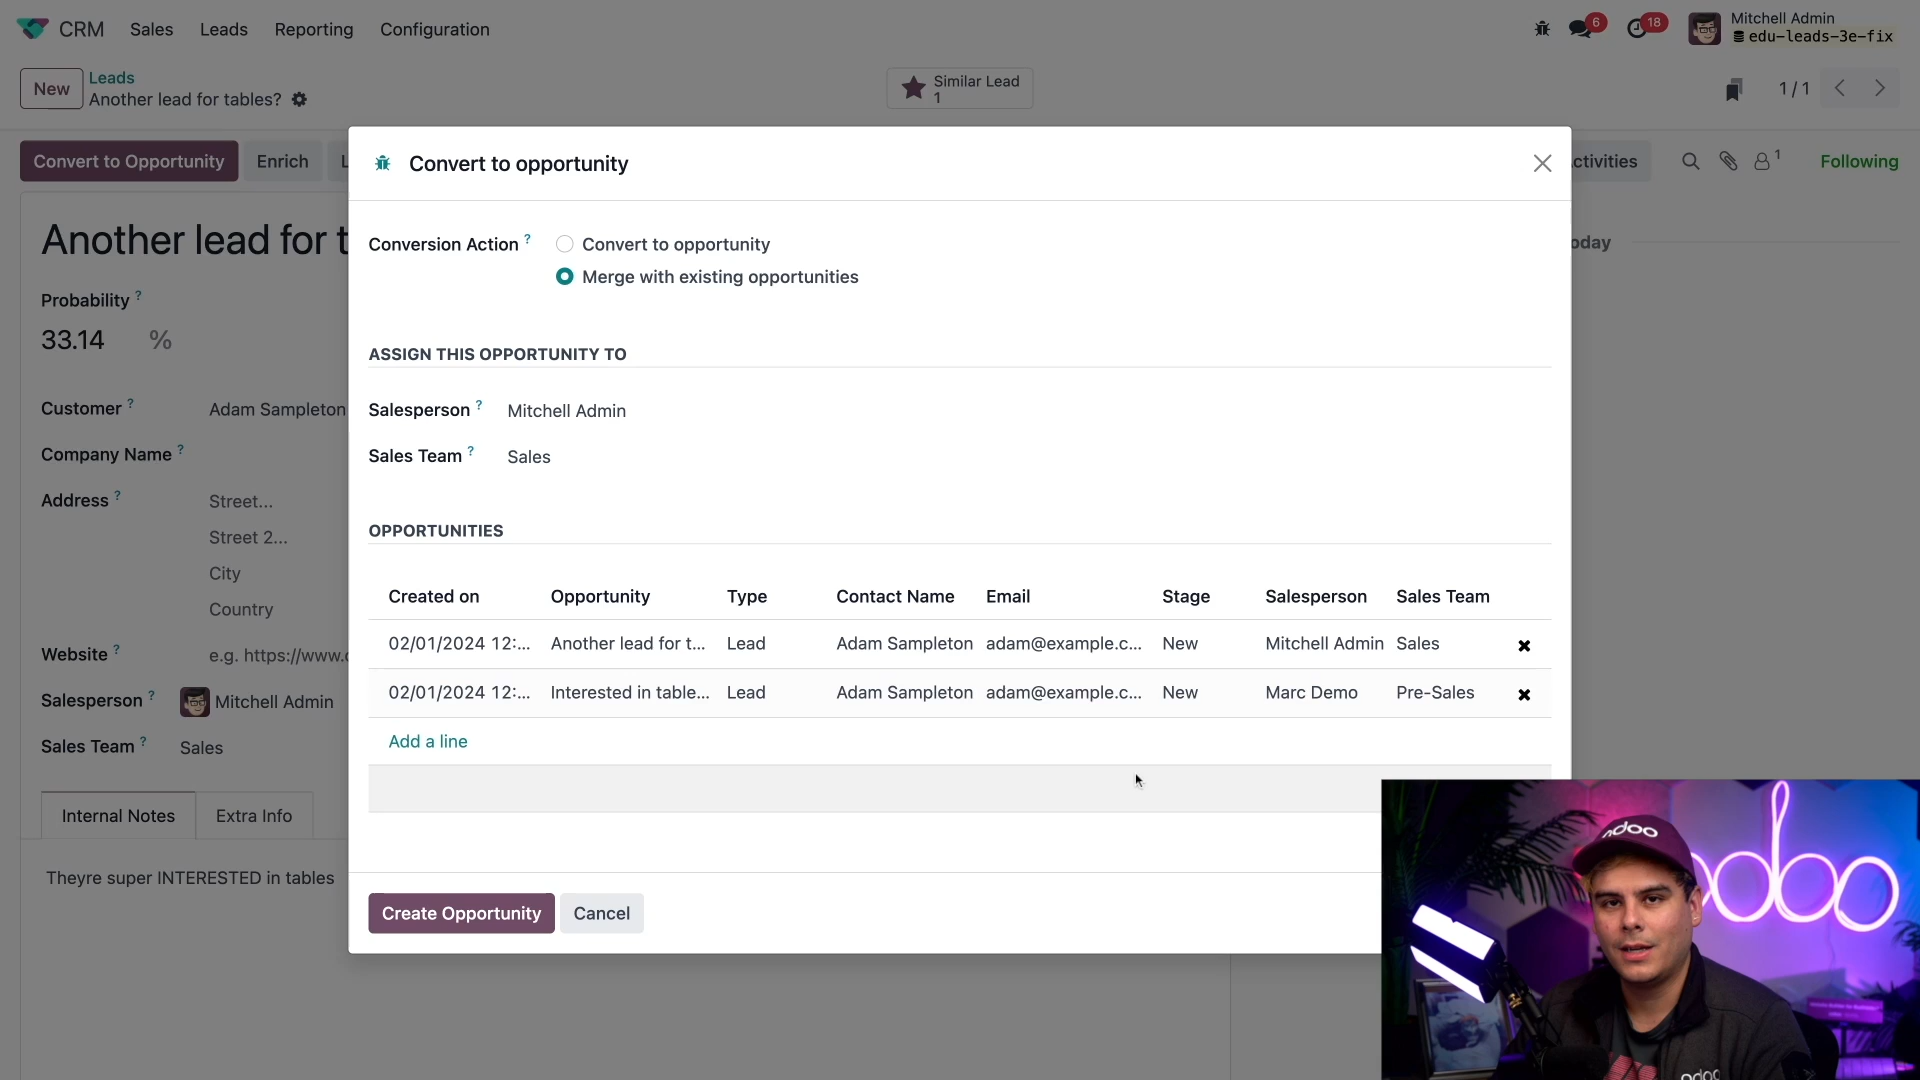 CRM Sales Leads Reporting Configuration
6 18 Mitchell Admin
edu-leads-3e-fix
New Leads
Another lead for tables?
Similar Lead
1
1 / 1
Convert to Opportunity Enrich L
ctivities 1 Following
Convert to opportunity
Another lead for t
oday
Probability ?
33.14 %
Customer ? Adam Sampleton
Company Name ?
Address ? Street...
Street 2...
City
Country
Website ? e.g. https://www.c
Salesperson ? Mitchell Admin
Sales Team ? Sales
Internal Notes Extra Info
Theyre super INTERESTED in tables
Conversion Action ? Convert to opportunity
Merge with existing opportunities
ASSIGN THIS OPPORTUNITY TO
Salesperson ? Mitchell Admin
Sales Team ? Sales
OPPORTUNITIES
Created on Opportunity Type Contact Name Email Stage Salesperson Sales Team
02/01/2024 12:... Another lead for t... Lead Adam Sampleton adam@example.c... New Mitchell Admin Sales
02/01/2024 12:... Interested in table... Lead Adam Sampleton adam@example.c... New Marc Demo Pre-Sales
Add a line
Create Opportunity Cancel
odoo
odoo
odoo